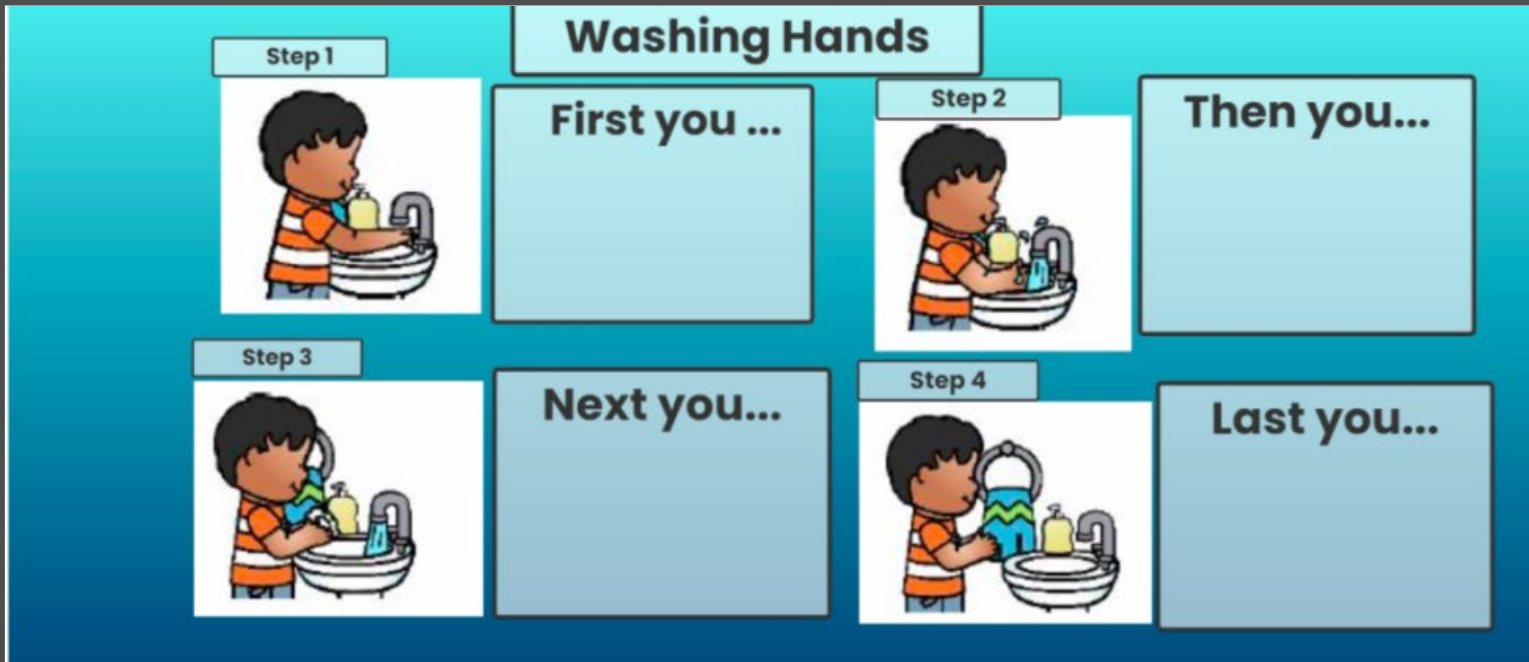 Washing Hands
Step 1
First you ...
Step 2
Then you...
Step 3
Next you...
Step 4
Last you...